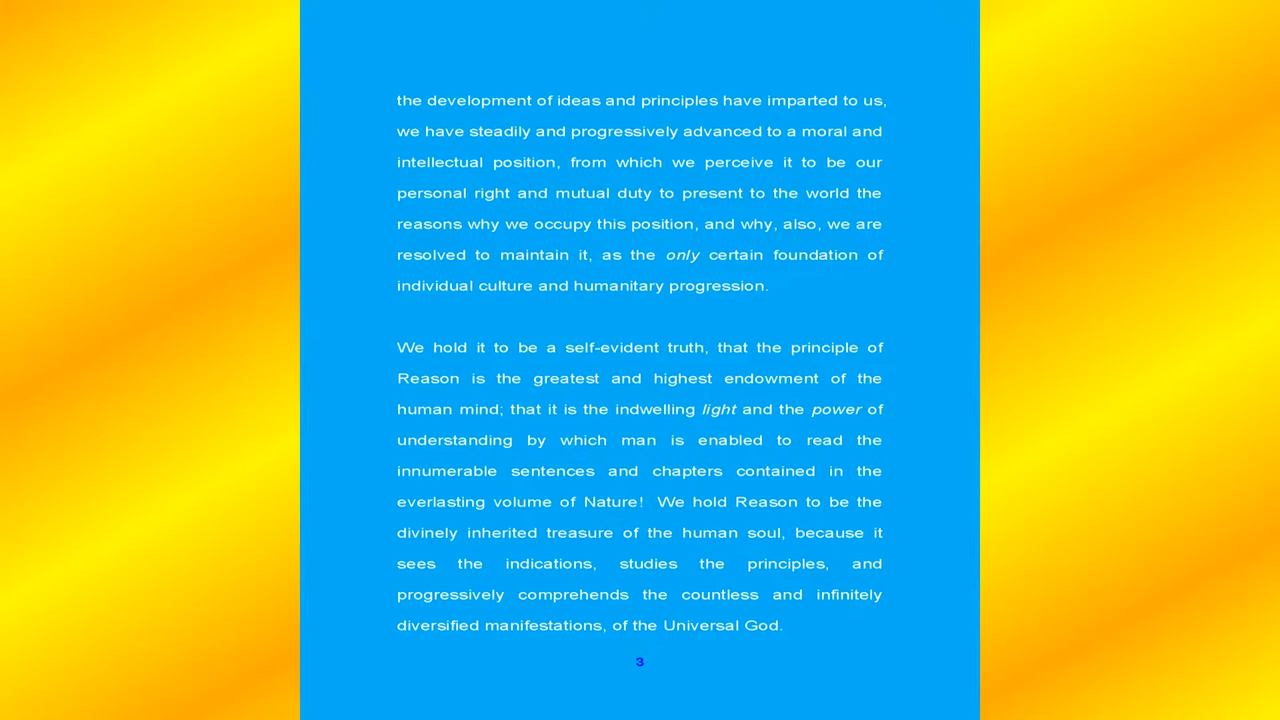 the development of ideas and principles have imparted to us,
we have steadily and progressively advanced to a moral and
intellectual position, from which we perceive it to be our
personal right and mutual duty to present to the world the
reasons why we occupy this position, and why, also, we are
resolved to maintain it, as the only certain foundation of
individual culture and humanitary progression.
We hold it to be a self-evident truth, that the principle of
Reason is the greatest and highest endowment of the
human mind; that it is the indwelling light and the power of
understanding by which man is enabled to read the
innumerable sentences and chapters contained in the
everlasting volume of Nature! We hold Reason to be the
divinely inherited treasure of the human soul, because it
sees the indications, studies the principles, and
progressively comprehends the countless and infinitely
diversified manifestations, of the Universal God.
3